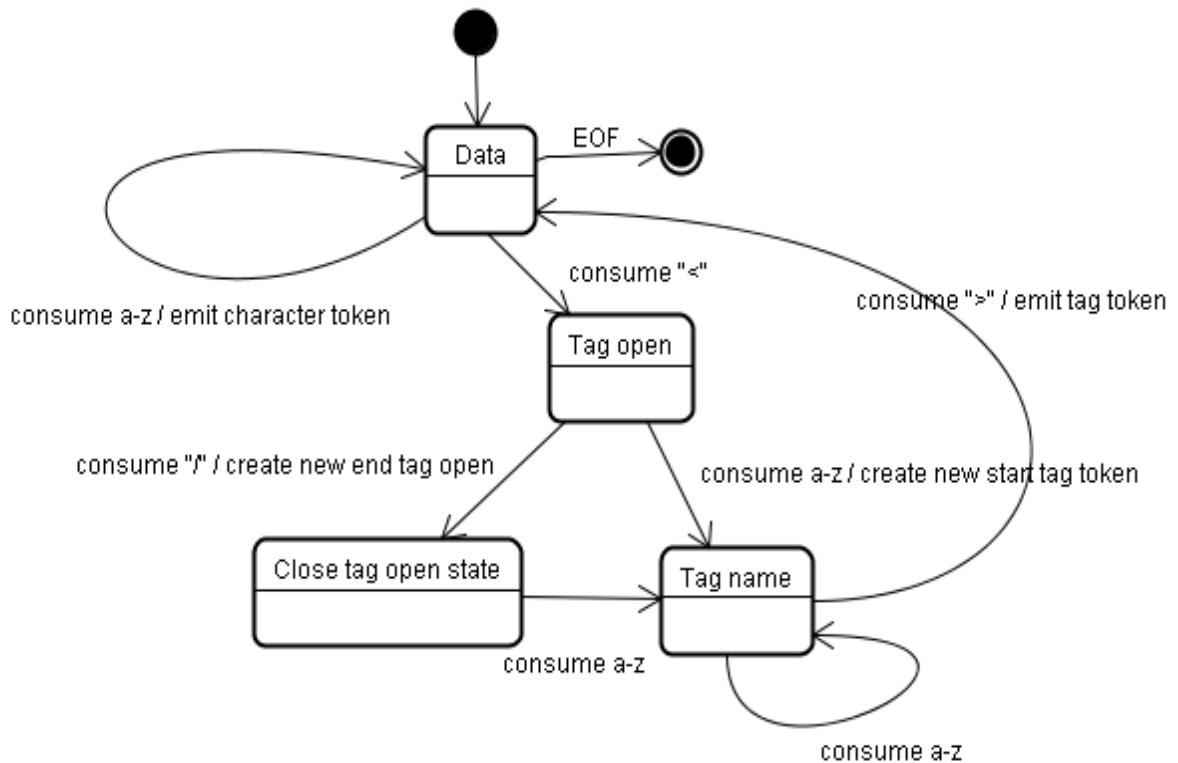 EOF
Data
consume "<"
consume ">" / emit tag token
consume a-z / emit character token
Tag open
consume "/" / create new end tag open
consume a-z / create new start tag token
Close tag open state
Tag name
consume a-z
consume a-z